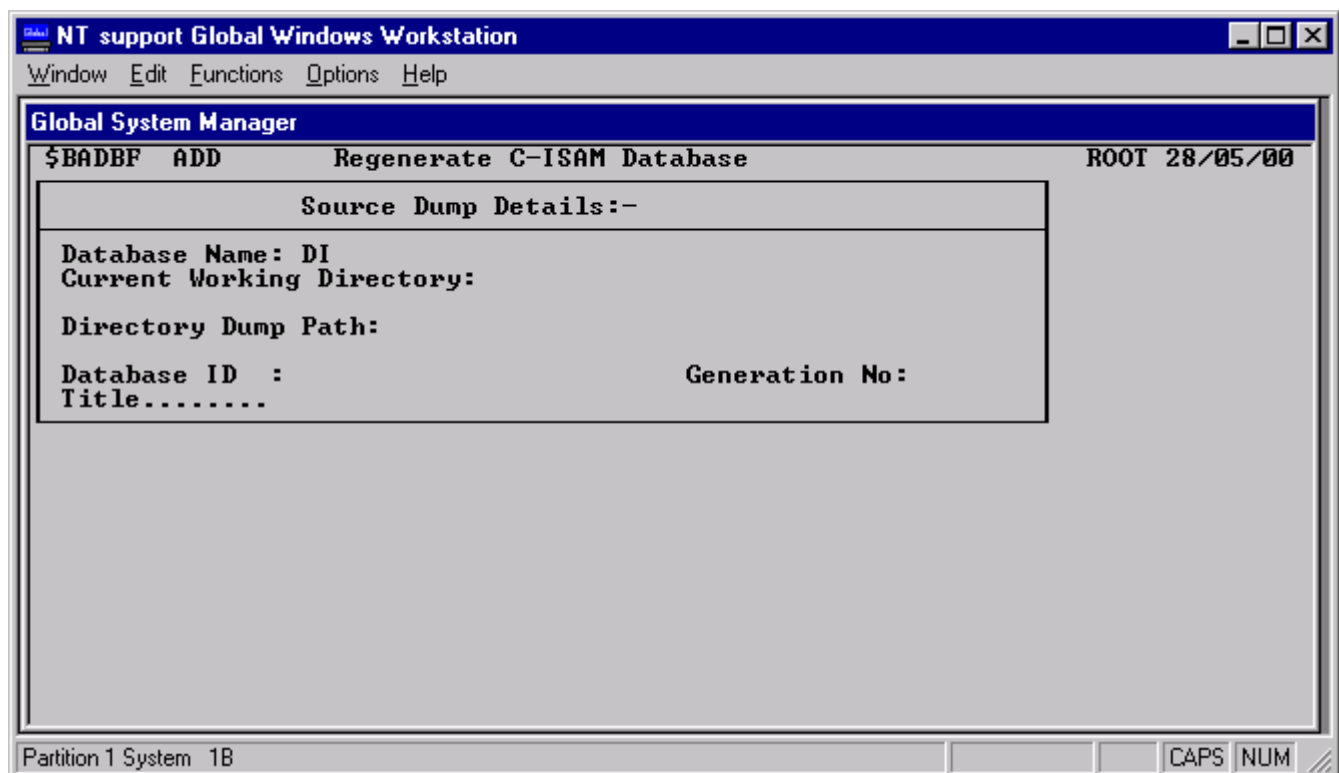 NT support Global Windows Workstation
Window Edit Functions Options Help
Global System Manager
$BADBF ADD Regenerate C-ISAM Database ROOT 28/05/00
Source Dump Details:-
Database Name: DI
Current Working Directory:
Directory Dump Path:
Database ID : Generation No:
Title........
Partition 1 System 1B CAPS NUM